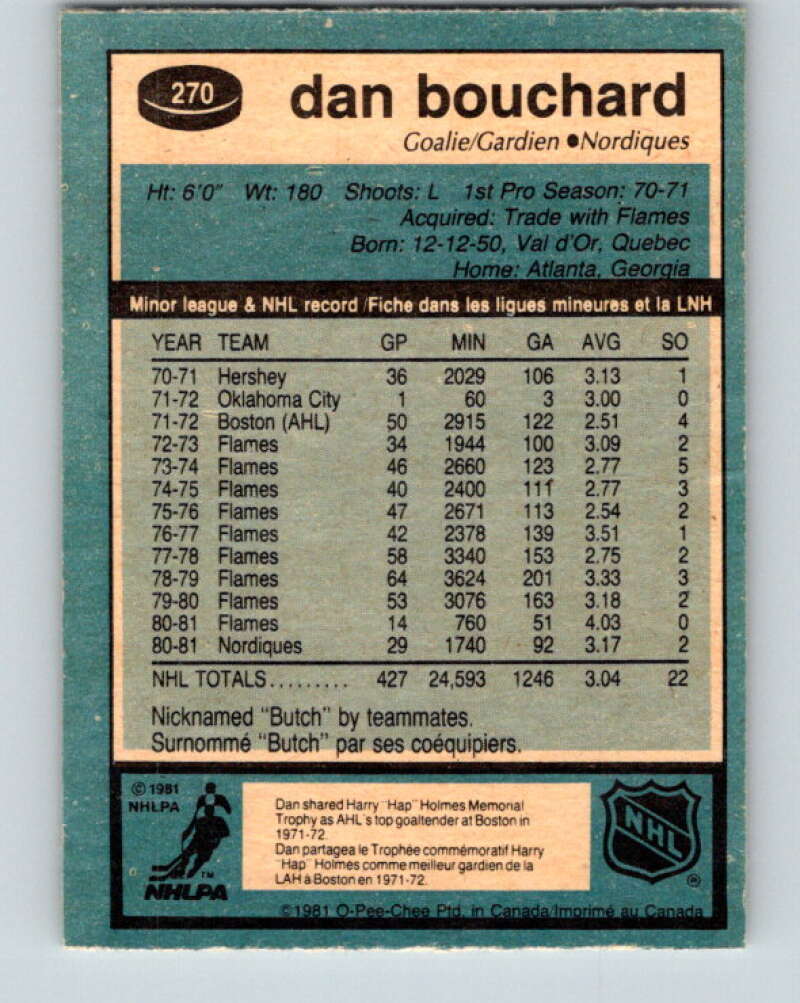 270 dan bouchard
Goalie/Gardien ●Nordiques
Ht: 6'0" Wt: 180 Shoots: L 1st Pro Season: 70-71
Acquired: Trade with Flames
Born: 12-12-50, Val d'Or, Quebec
Home: Atlanta, Georgia
Minor league & NHL record/Fiche dans les ligues mineures et la LNH
YEAR TEAM GP MIN GA AVG SO
70-71 Hershey 36 2029 106 3.13 1
71-72 Oklahoma City 1 60 3 3.00 0
71-72 Boston (AHL) 50 2915 122 2.51 4
72-73 Flames 34 1944 100 3.09 2
73-74 Flames 46 2660 123 2.77 5
74-75 Flames 40 2400 111 2.77 3
75-76 Flames 47 2671 113 2.54 2
76-77 Flames 42 2378 139 3.51 1
77-78 Flames 58 3340 153 2.75 2
78-79 Flames 64 3624 201 3.33 3
79-80 Flames 53 3076 163 3.18 2
80-81 Flames 14 760 51 4.03 0
80-81 Nordiques 29 1740 92 3.17 2
NHL TOTALS......... 427 24,593 1246 3.04 22
Nicknamed "Butch" by teammates.
Surnommé "Butch" par ses coéquipiers.
© 1981
NHLPA
TM
NHLPA
Dan shared Harry "Hap" Holmes Memorial
Trophy as AHL's top goaltender at Boston in
1971-72.
Dan partagea le Trophée commémoratif Harry
"Hap" Holmes comme meilleur gardien de la
LAH à Boston en 1971-72.
NHL
®
©1981 O-Pee-Chee Ptd. in Canada/Imprimé au Canada